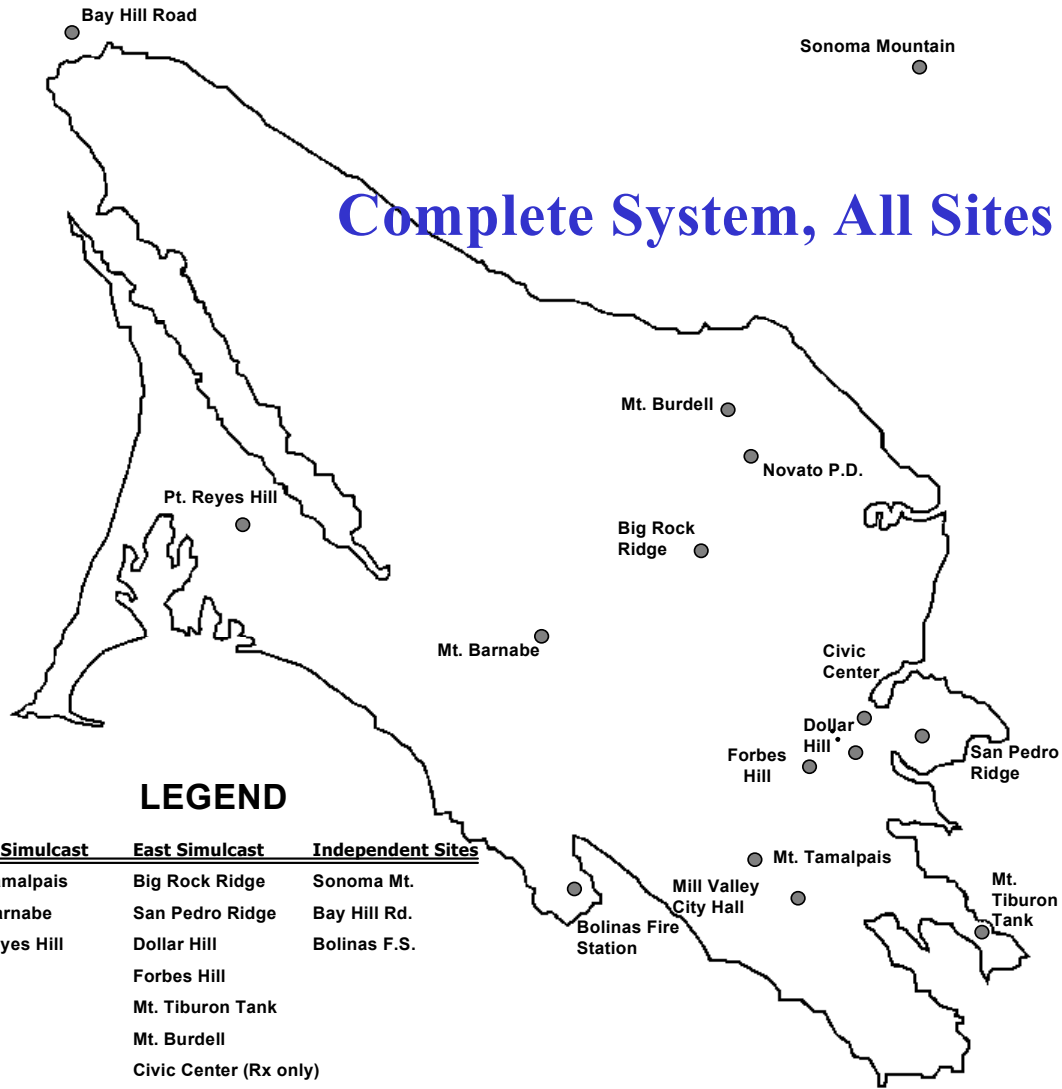 Bay Hill Road
Sonoma Mountain
Complete System, All Sites
Mt. Burdell
Novato P.D.
Pt. Reyes Hill
Big Rock
Ridge
Mt. Barnabe
Civic
Center
Dollar
Hill
Forbes
Hill
San Pedro
Ridge
LEGEND
Simulcast East Simulcast Independent Sites
Big Rock Ridge Sonoma Mt.
San Pedro Ridge Bay Hill Rd.
yes Hill Dollar Hill Bolinas F.S.
Forbes Hill
Mt. Tiburon Tank
Mt. Burdell
Civic Center (Rx only)
Mt. Tamalpais
Mill Valley
City Hall
Mt.
Tiburon
Tank
Bolinas Fire
Station